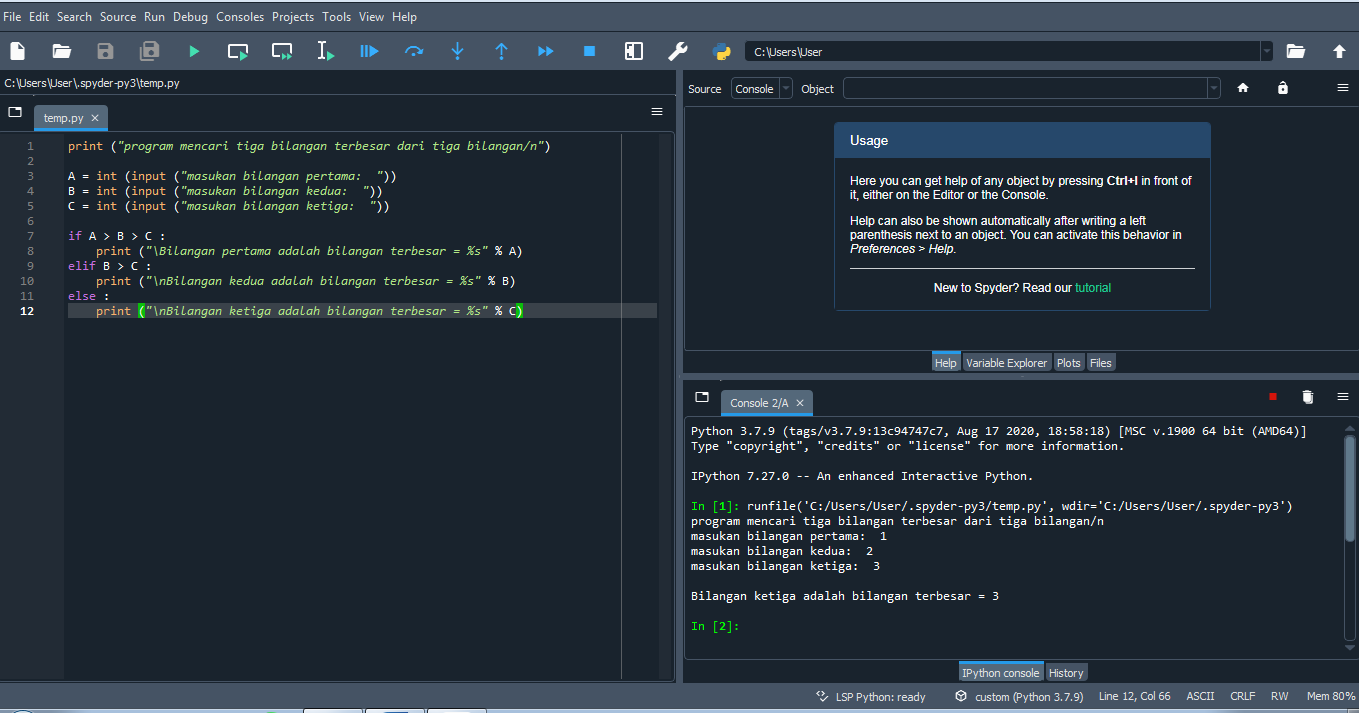 File Edit Search Source Run Debug Consoles Projects Tools View Help
C:\Users\User
C:\Users\User\.spyder-py3\temp.py
temp.py
1 print ("program mencari tiga bilangan terbesar dari tiga bilangan/n")
2
3 A = int (input ("masukan bilangan pertama:  "))
4 B = int (input ("masukan bilangan kedua:  "))
5 C = int (input ("masukan bilangan ketiga:  "))
6
7 if A > B > C :
8     print ("\Bilangan pertama adalah bilangan terbesar = %s" % A)
9 elif B > C :
10     print ("\nBilangan kedua adalah bilangan terbesar = %s" % B)
11 else :
12     print ("\nBilangan ketiga adalah bilangan terbesar = %s" % C)
Source Console Object
Usage
Here you can get help of any object by pressing Ctrl+I in front of
it, either on the Editor or the Console.
Help can also be shown automatically after writing a left
parenthesis next to an object. You can activate this behavior in
Preferences > Help.
New to Spyder? Read our tutorial
Help Variable Explorer Plots Files
Console 2/A
Python 3.7.9 (tags/v3.7.9:13c94747c7, Aug 17 2020, 18:58:18) [MSC v.1900 64 bit (AMD64)]
Type "copyright", "credits" or "license" for more information.
IPython 7.27.0 -- An enhanced Interactive Python.
In [1]: runfile('C:/Users/User/.spyder-py3/temp.py', wdir='C:/Users/User/.spyder-py3')
program mencari tiga bilangan terbesar dari tiga bilangan/n
masukan bilangan pertama:  1
masukan bilangan kedua:  2
masukan bilangan ketiga:  3
Bilangan ketiga adalah bilangan terbesar = 3
In [2]:
IPython console History
LSP Python: ready custom (Python 3.7.9) Line 12, Col 66 ASCII CRLF RW Mem 80%